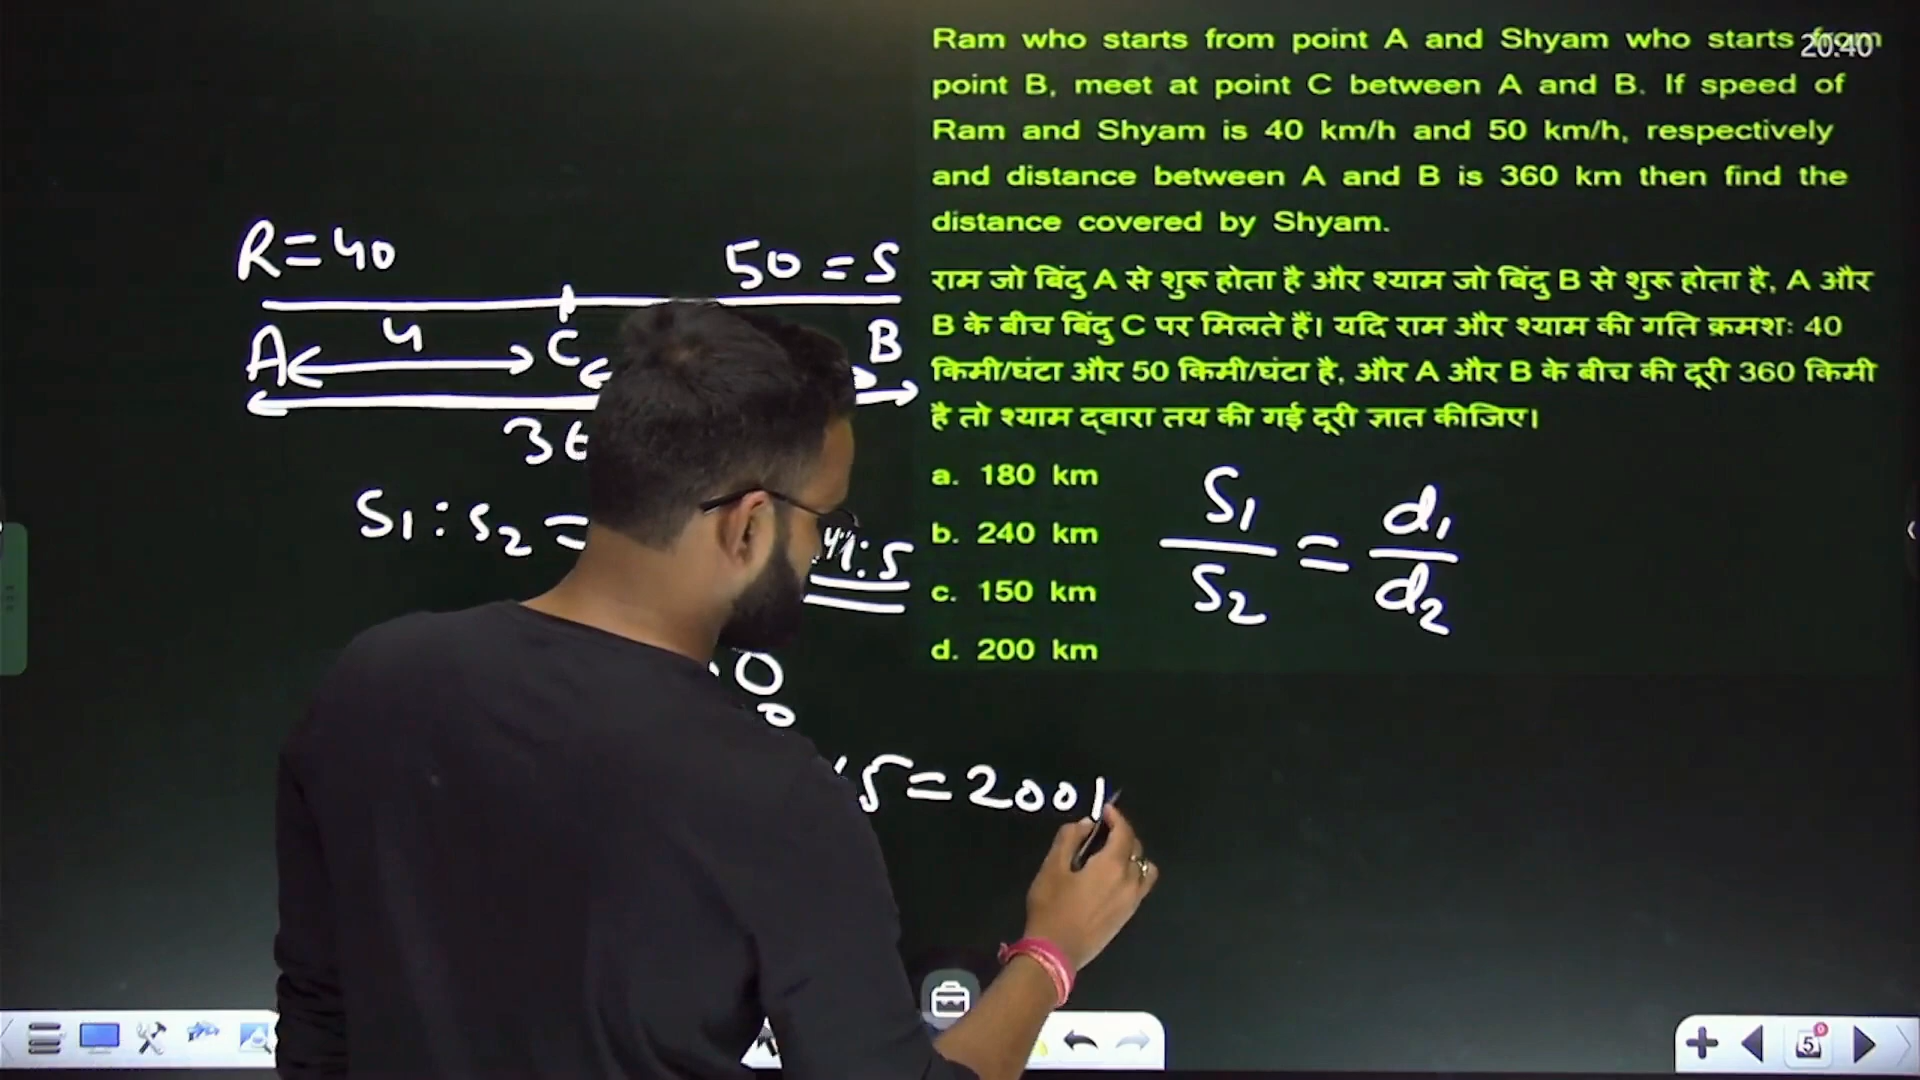 Ram who starts from point A and Shyam who starts from
20:40
point B, meet at point C between A and B. If speed of
Ram and Shyam is 40 km/h and 50 km/h, respectively
and distance between A and B is 360 km then find the
distance covered by Shyam.
राम जो बिंदु A से शुरू होता है और श्याम जो बिंदु B से शुरू होता है, A और
B के बीच बिंदु C पर मिलते हैं। यदि राम और श्याम की गति क्रमशः 40
किमी/घंटा और 50 किमी/घंटा है, और A और B के बीच की दूरी 360 किमी
है तो श्याम द्वारा तय की गई दूरी ज्ञात कीजिए।
a. 180 km
b. 240 km
c. 150 km
d. 200 km
R=40
50=S
A 4 C B
S1:S2=
4:5
5=200
S1/S2 = d1/d2
5